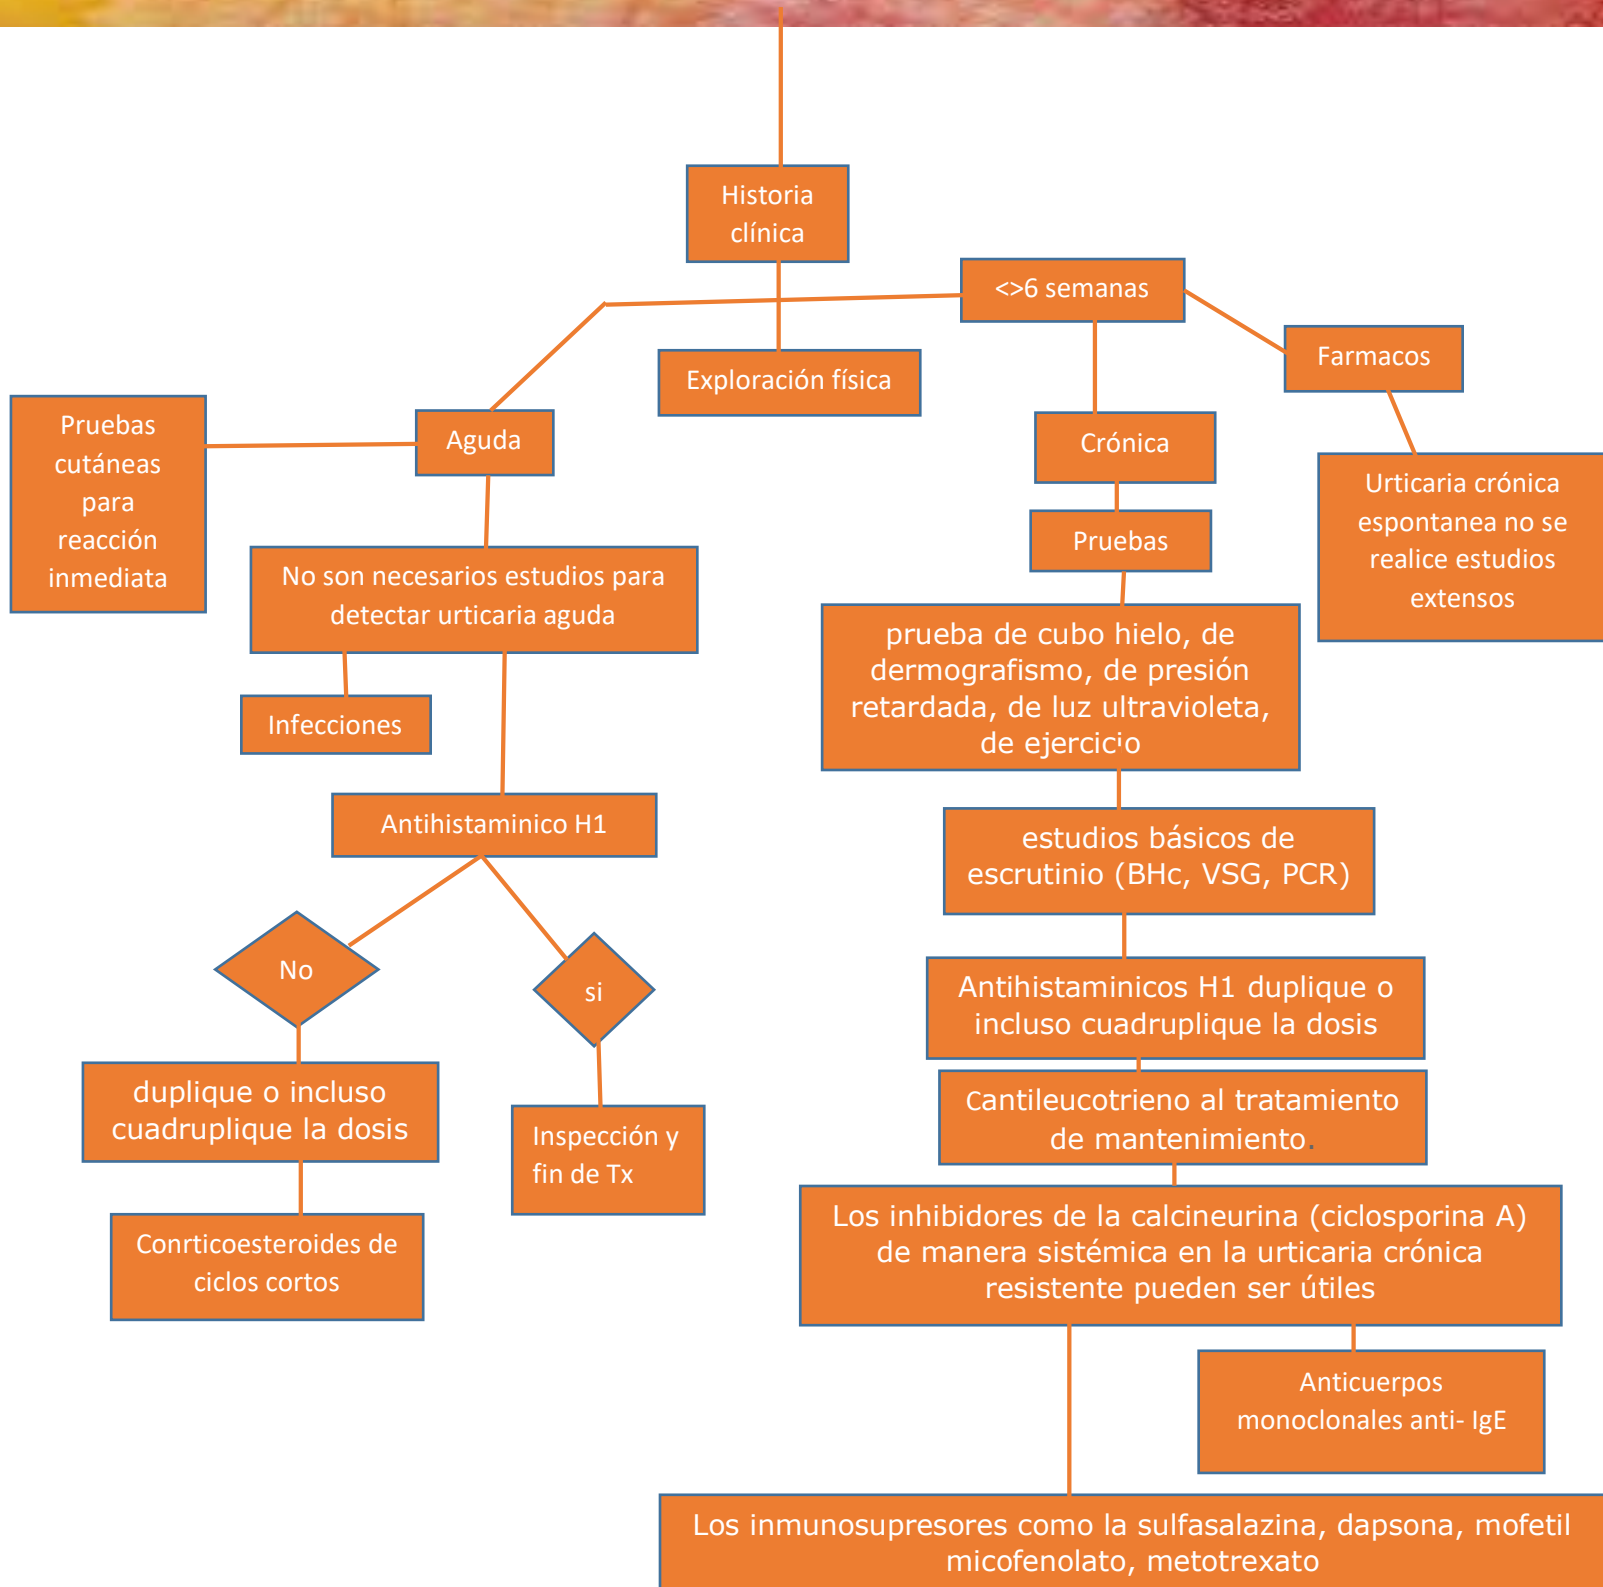 Historia
clínica
<>6 semanas
Exploración física
Farmacos
Pruebas
cutáneas
para
reacción
inmediata
Aguda
Crónica
Urticaria crónica
espontanea no se
realice estudios
extensos
Pruebas
No son necesarios estudios para
detectar urticaria aguda
prueba de cubo hielo, de
dermografismo, de presión
retardada, de luz ultravioleta,
de ejercicio
Infecciones
Antihistaminico H1
estudios básicos de
escrutinio (BHc, VSG, PCR)
No
si
Antihistaminicos H1 duplique o
incluso cuadruplique la dosis
duplique o incluso
cuadruplique la dosis
Cantileucotrieno al tratamiento
de mantenimiento.
Inspección y
fin de Tx
Los inhibidores de la calcineurina (ciclosporina A)
de manera sistémica en la urticaria crónica
resistente pueden ser útiles
Conrticoesteroides de
ciclos cortos
Anticuerpos
monoclonales anti- IgE
Los inmunosupresores como la sulfasalazina, dapsona, mofetil
micofenolato, metotrexato